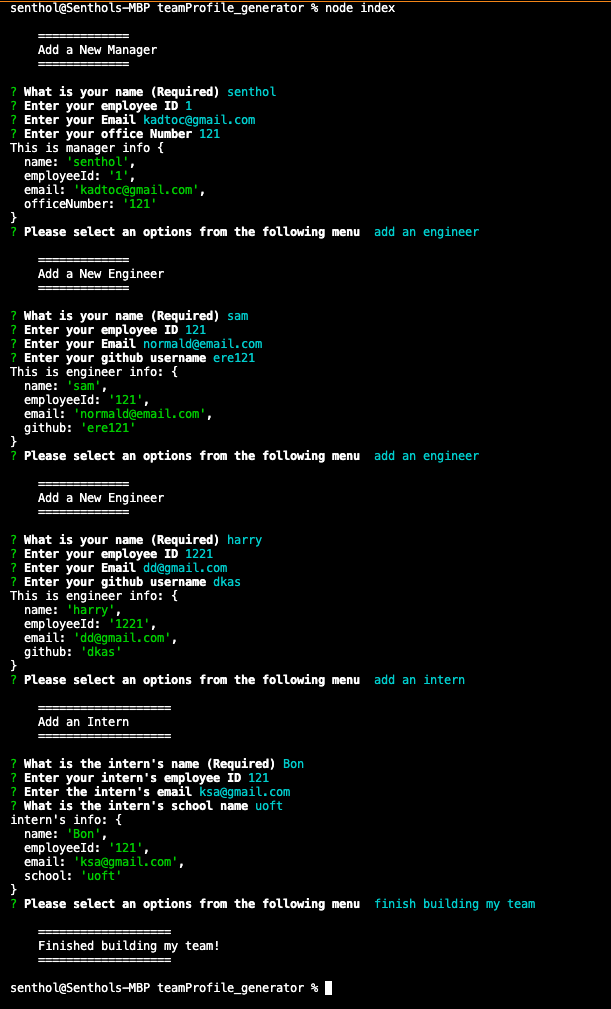 senthol@Senthols-MBP teamProfile_generator % node index
=============
Add a New Manager
=============
? What is your name (Required) senthol
? Enter your employee ID 1
? Enter your Email kadtoc@gmail.com
? Enter your office Number 121
This is manager info {
name: 'senthol',
employeeId: '1',
email: 'kadtoc@gmail.com',
officeNumber: '121'
}
? Please select an options from the following menu  add an engineer
=============
Add a New Engineer
=============
? What is your name (Required) sam
? Enter your employee ID 121
? Enter your Email normald@email.com
? Enter your github username ere121
This is engineer info: {
name: 'sam',
employeeId: '121',
email: 'normald@email.com',
github: 'ere121'
}
? Please select an options from the following menu  add an engineer
=============
Add a New Engineer
=============
? What is your name (Required) harry
? Enter your employee ID 1221
? Enter your Email dd@gmail.com
? Enter your github username dkas
This is engineer info: {
name: 'harry',
employeeId: '1221',
email: 'dd@gmail.com',
github: 'dkas'
}
? Please select an options from the following menu  add an intern
===================
Add an Intern
===================
? What is the intern's name (Required) Bon
? Enter your intern's employee ID 121
? Enter the intern's email ksa@gmail.com
? What is the intern's school name uoft
intern's info: {
name: 'Bon',
employeeId: '121',
email: 'ksa@gmail.com',
school: 'uoft'
}
? Please select an options from the following menu  finish building my team
===================
Finished building my team!
===================
senthol@Senthols-MBP teamProfile_generator %